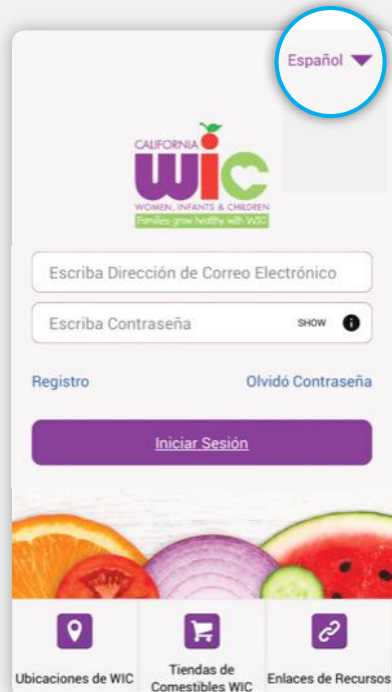 Español
CALIFORNIA
wic
WOMEN, INFANTS & CHILDREN
Families grow healthy with WIC
Escriba Dirección de Correo Electrónico
Escriba Contraseña SHOW i
Registro Olvidó Contraseña
Iniciar Sesión
Ubicaciones de WIC
Tiendas de
Comestibles WIC
Enlaces de Recursos